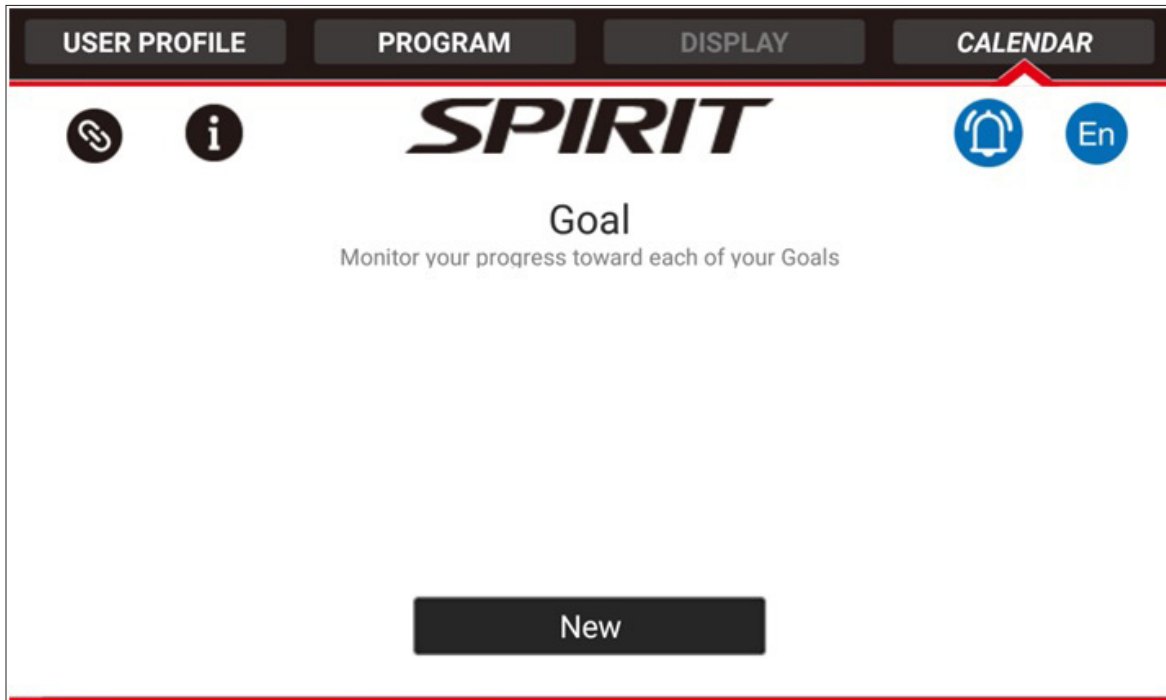 USER PROFILE PROGRAM DISPLAY CALENDAR
SPIRIT
En
Goal
Monitor your progress toward each of your Goals
New